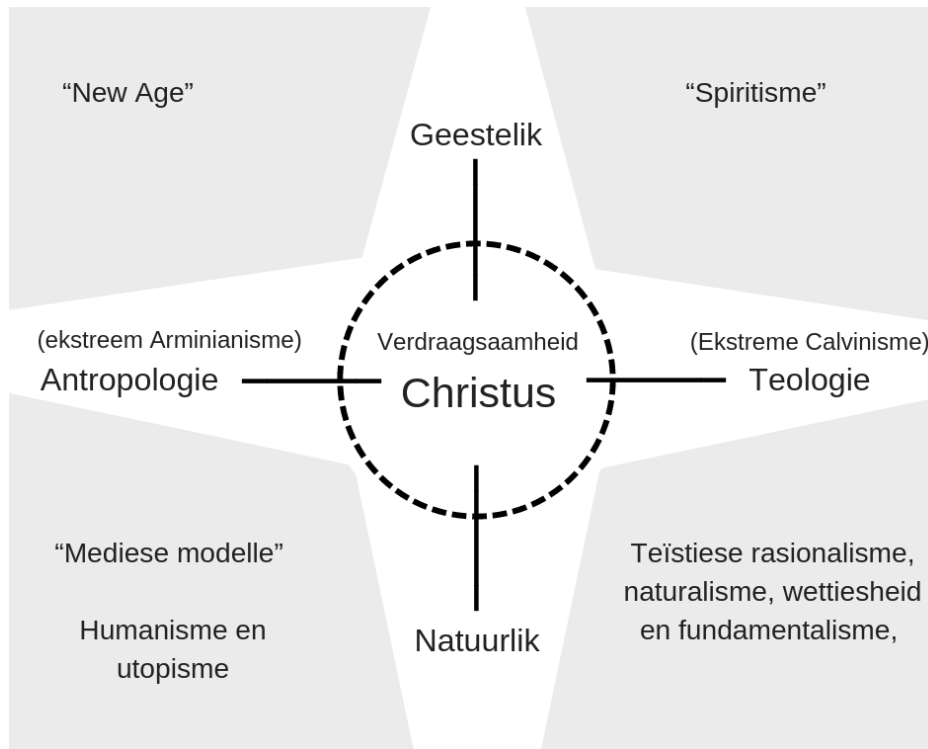 “New Age”
“Spiritisme”
Geestelik
(ekstreem Arminianisme)
Antropologie
Verdraagsaamheid
Christus
(Ekstreme Calvinisme)
Teologie
“Mediese modelle”
Humanisme en
utopisme
Natuurlik
Teïstiese rasionalisme,
naturalisme, wettiesheid
en fundamentalisme,